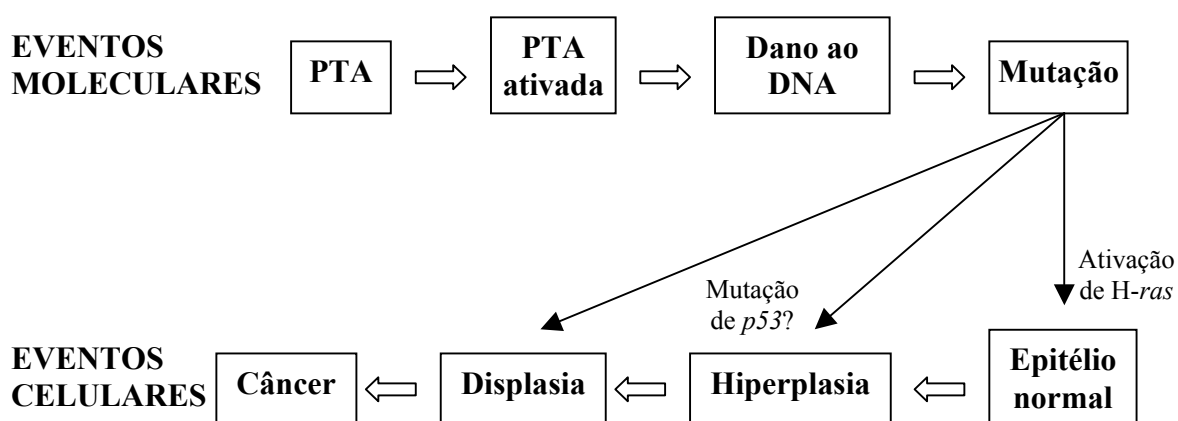 EVENTOS
MOLECULARES
PTA
PTA
ativada
Dano ao
DNA
Mutação
Ativação
de H-ras
Mutação
de p53?
EVENTOS
CELULARES
Câncer
Displasia
Hiperplasia
Epitélio
normal